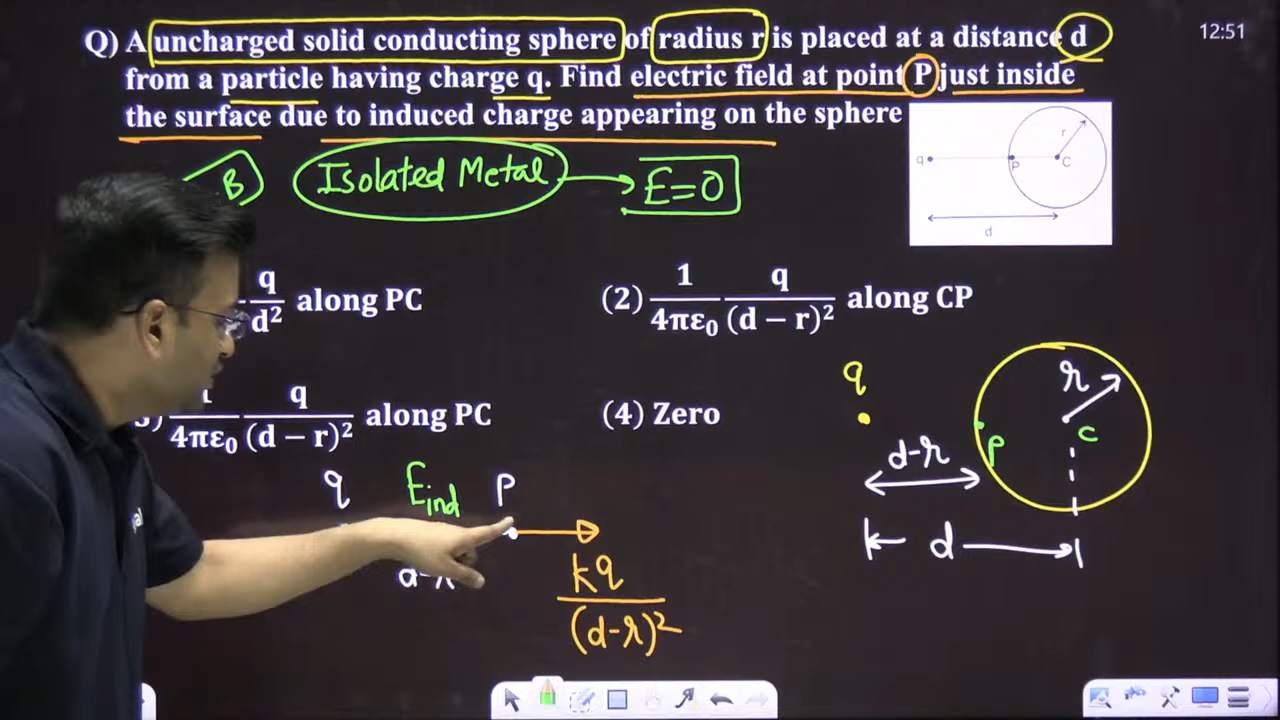 12:51
Q) A uncharged solid conducting sphere of radius r is placed at a distance d
from a particle having charge q. Find electric field at point P just inside
the surface due to induced charge appearing on the sphere
B
Isolated Metal → E=0
q P r C
d
q/d² along PC
(2) 1/4πε₀ q/(d − r)² along CP
) 1/4πε₀ q/(d − r)² along PC
(4) Zero
q
r
C
P
d-r
d
q E_ind P
kq/(d-r)²